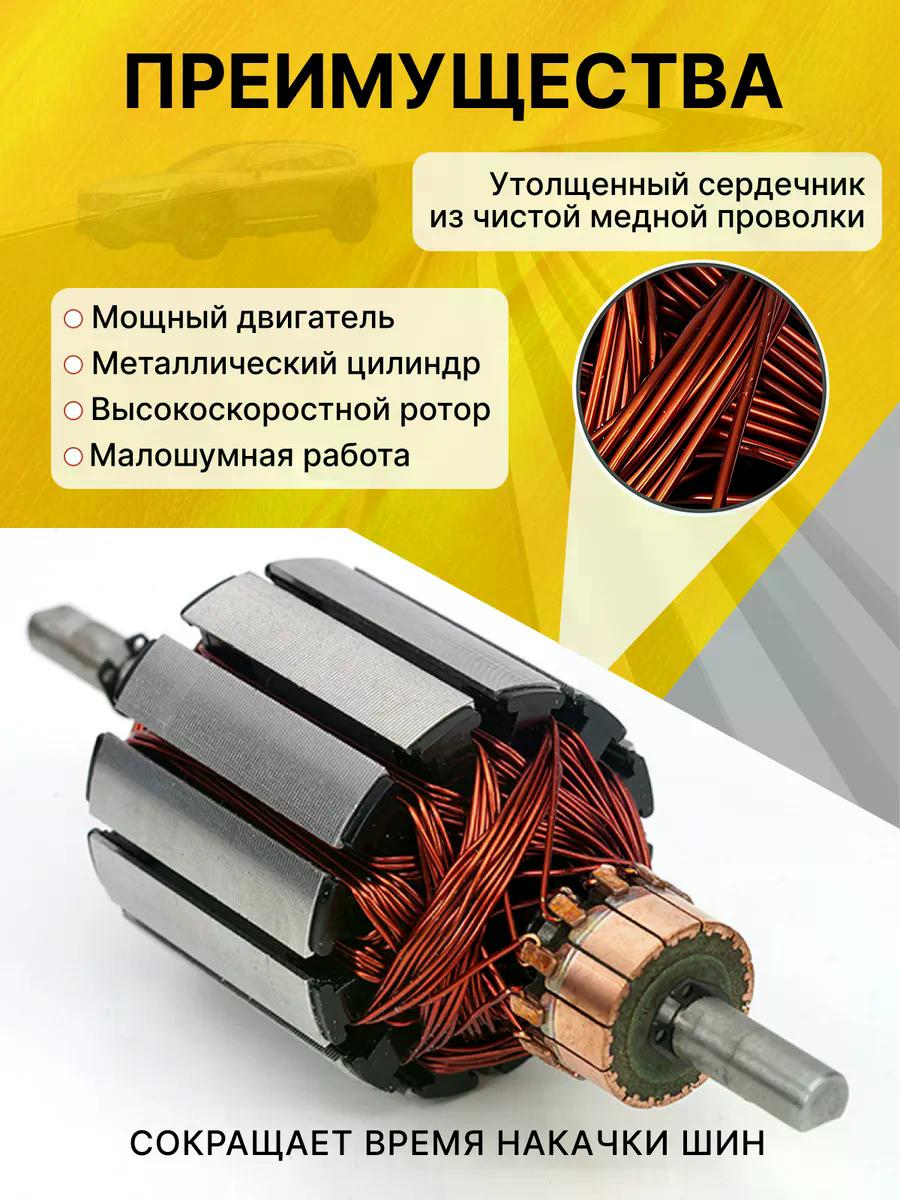 ПРЕИМУЩЕСТВА
Утолщенный сердечник
из чистой медной проволки
Мощный двигатель
Металлический цилиндр
Высокоскоростной ротор
Малошумная работа
СОКРАЩАЕТ ВРЕМЯ НАКАЧКИ ШИН